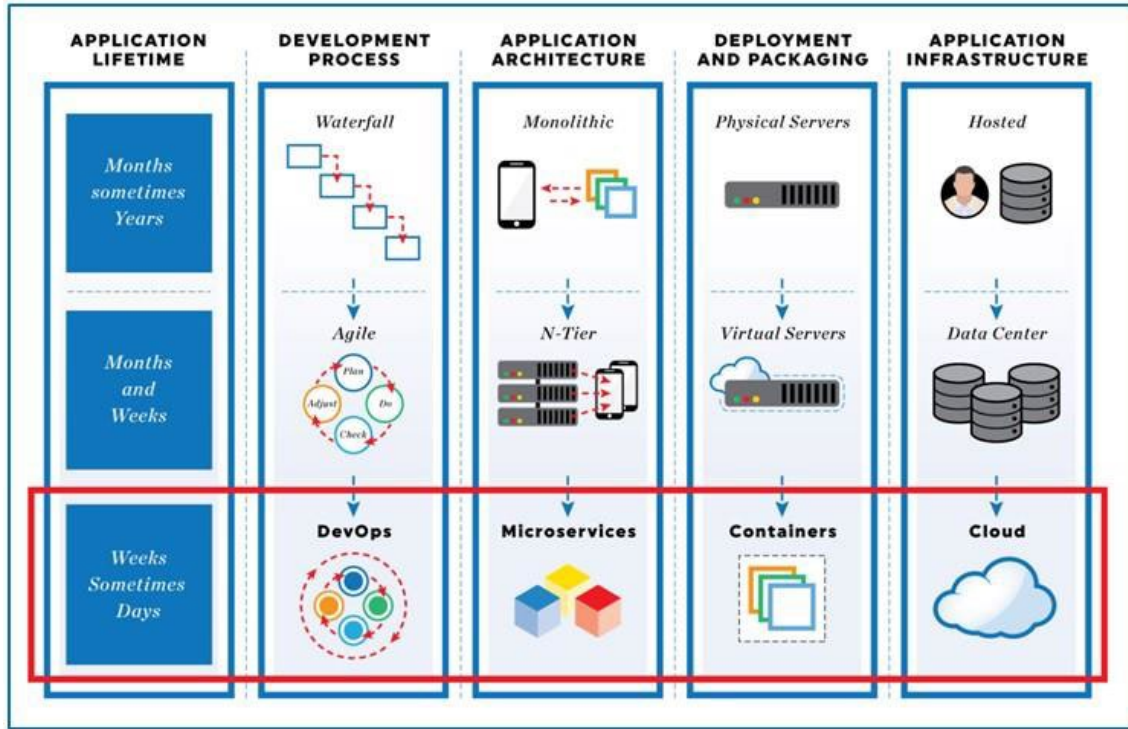 APPLICATION
LIFETIME
DEVELOPMENT
PROCESS
APPLICATION
ARCHITECTURE
DEPLOYMENT
AND PACKAGING
APPLICATION
INFRASTRUCTURE
Months
sometimes
Years
Waterfall
Monolithic
Physical Servers
Hosted
Months
and
Weeks
Agile
Plan
Adjust
Do
Check
N-Tier
Virtual Servers
Data Center
Weeks
Sometimes
Days
DevOps
Microservices
Containers
Cloud